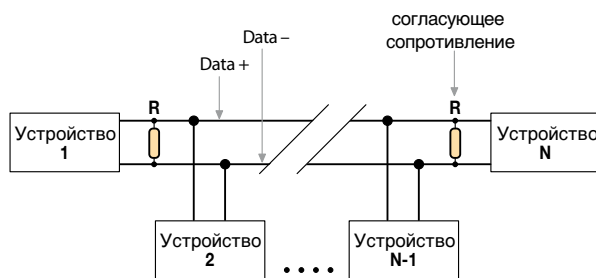 согласующее
сопротивление
Data –
Data +
R
R
Устройство
1
Устройство
N
Устройство
2
Устройство
N-1